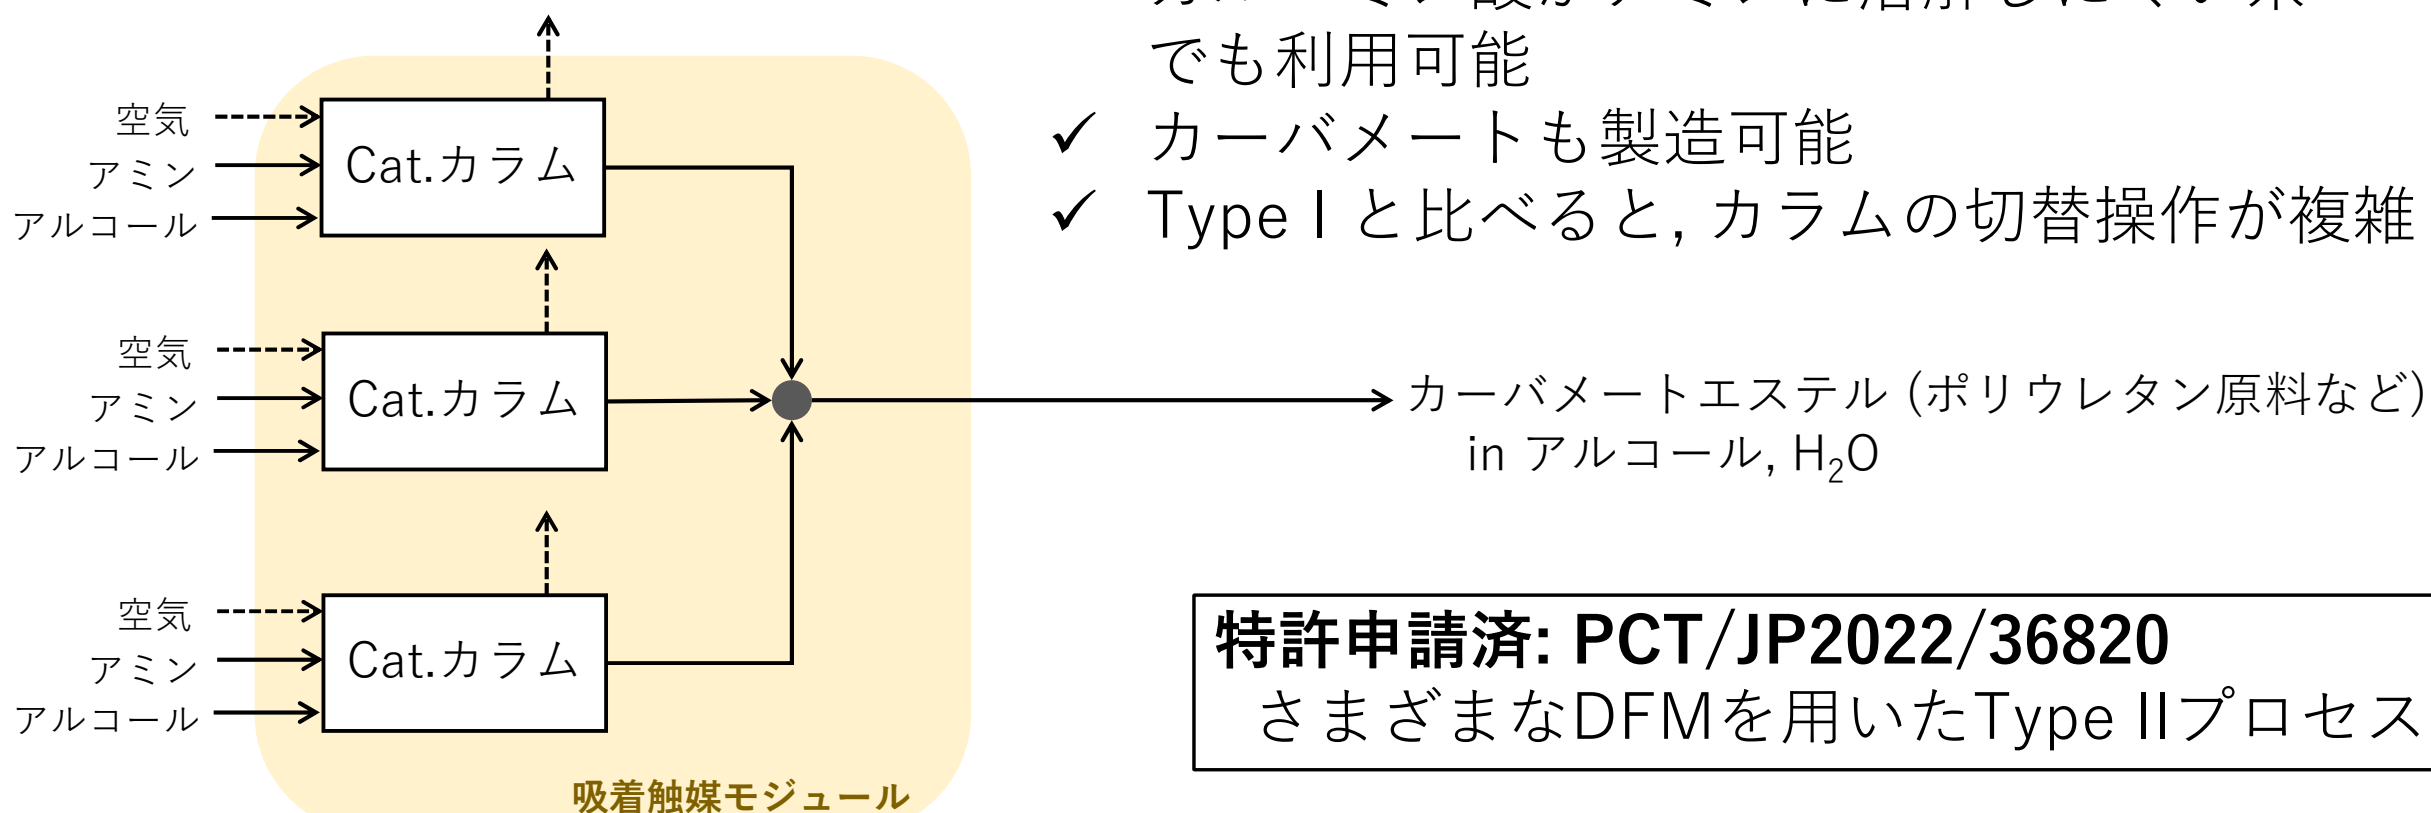 でも利用可能
✓ カーバメートも製造可能
✓ Type I と比べると, カラムの切替操作が複雑
空気
アミン
アルコール
Cat.カラム
空気
アミン
アルコール
Cat.カラム
カーバメートエステル (ポリウレタン原料など)
in アルコール, H₂O
空気
アミン
アルコール
Cat.カラム
吸着触媒モジュール
特許申請済: PCT/JP2022/36820
さまざまなDFMを用いたType IIプロセス